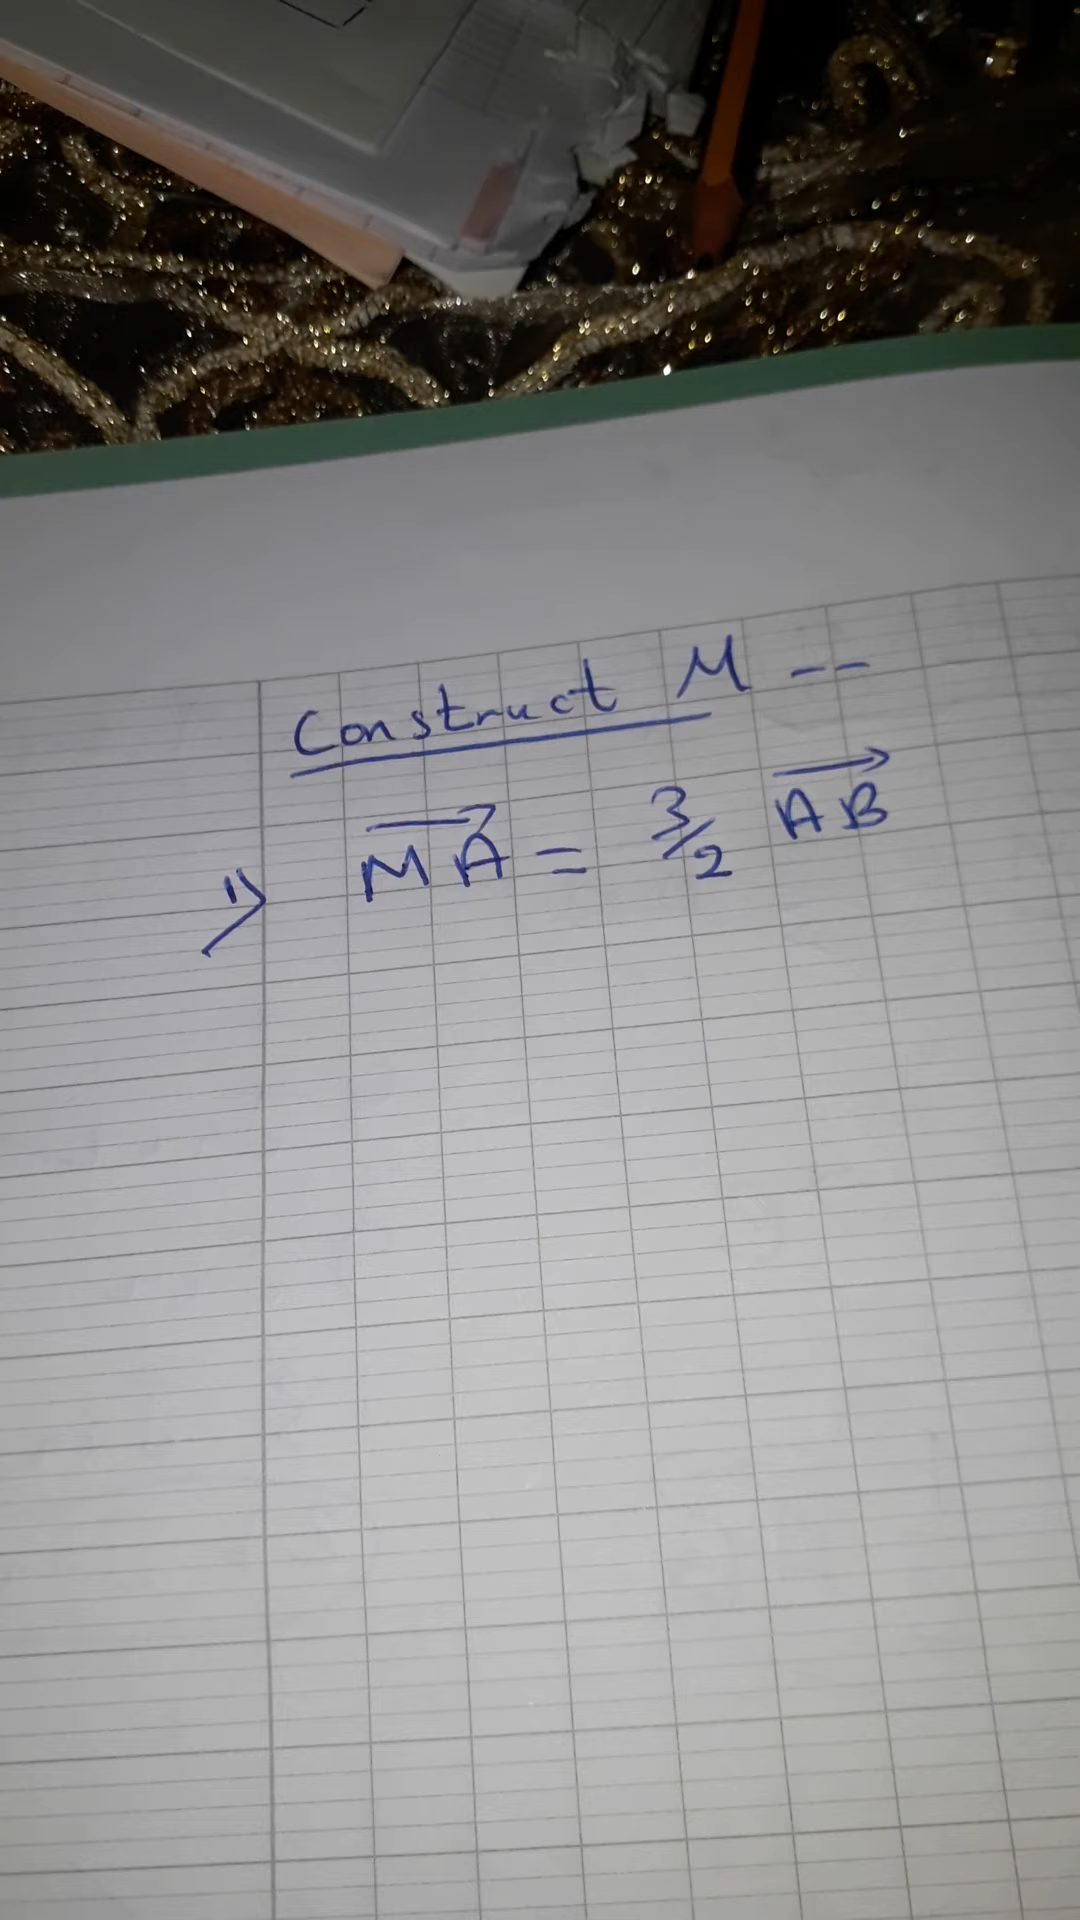 Construct M --
1) MA = 3/2 AB